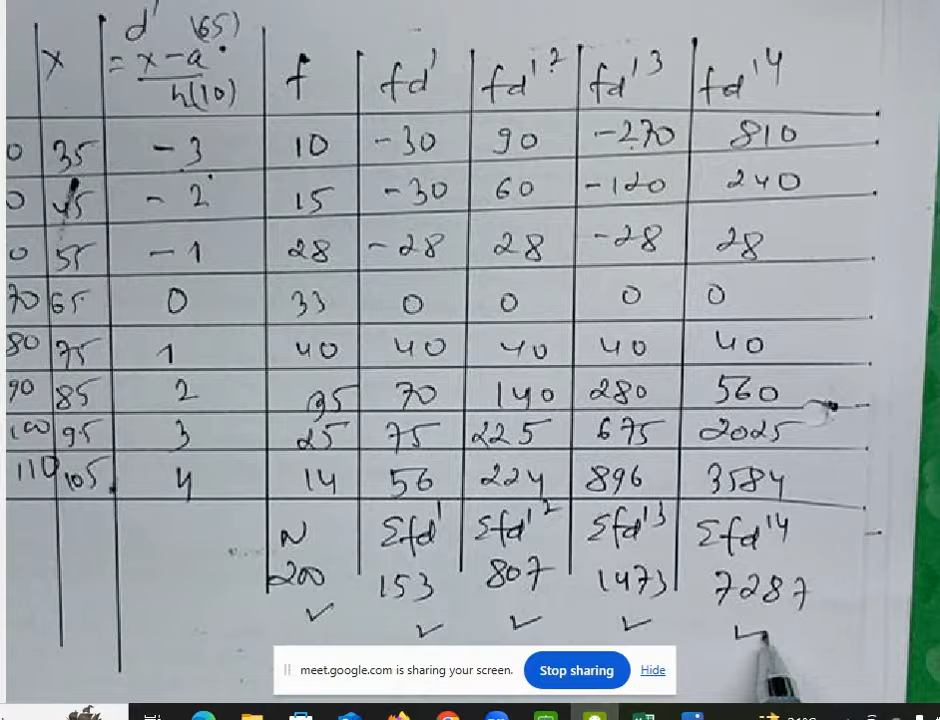 d' (65)
x = x-a / h(10) f fd' fd'² fd'³ fd'⁴
0 35 -3 10 -30 90 -270 810
0 45 -2 15 -30 60 -120 240
0 55 -1 28 -28 28 -28 28
70 65 0 33 0 0 0 0
80 75 1 40 40 40 40 40
90 85 2 35 70 140 280 560
100 95 3 25 75 225 675 2025
110 105 4 14 56 224 896 3584
N Σfd' Σfd'² Σfd'³ Σfd'⁴
200 153 807 1473 7287
meet.google.com is sharing your screen. Stop sharing Hide